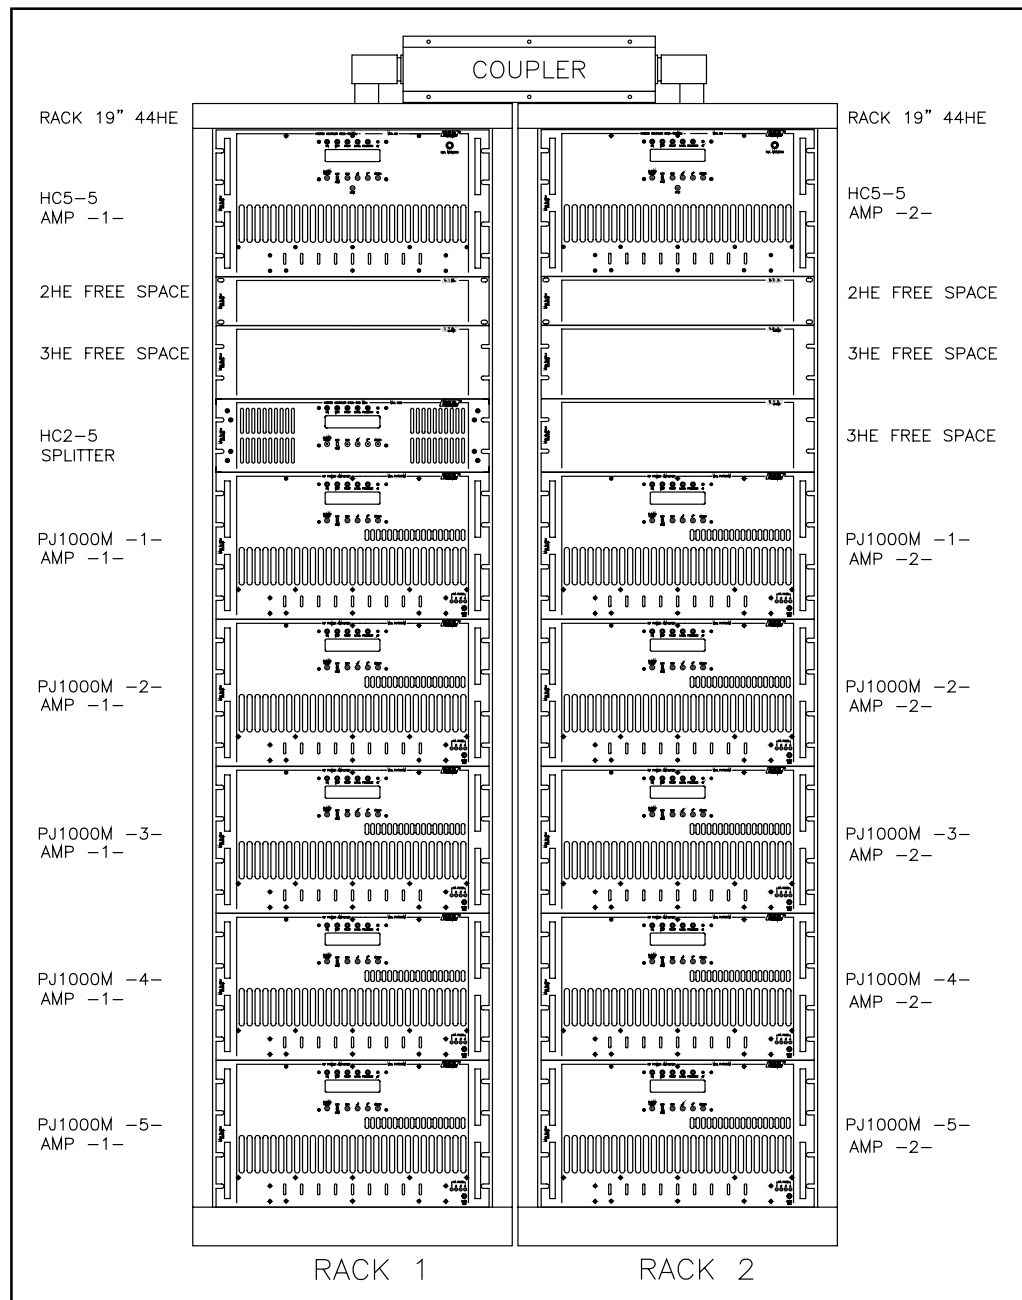 COUPLER
RACK 19" 44HE
RACK 19" 44HE
HC5-5
AMP -1-
HC5-5
AMP -2-
2HE FREE SPACE
2HE FREE SPACE
3HE FREE SPACE
3HE FREE SPACE
HC2-5
SPLITTER
3HE FREE SPACE
PJ1000M -1-
AMP -1-
PJ1000M -1-
AMP -2-
PJ1000M -2-
AMP -1-
PJ1000M -2-
AMP -2-
PJ1000M -3-
AMP -1-
PJ1000M -3-
AMP -2-
PJ1000M -4-
AMP -1-
PJ1000M -4-
AMP -2-
PJ1000M -5-
AMP -1-
PJ1000M -5-
AMP -2-
RACK 1
RACK 2